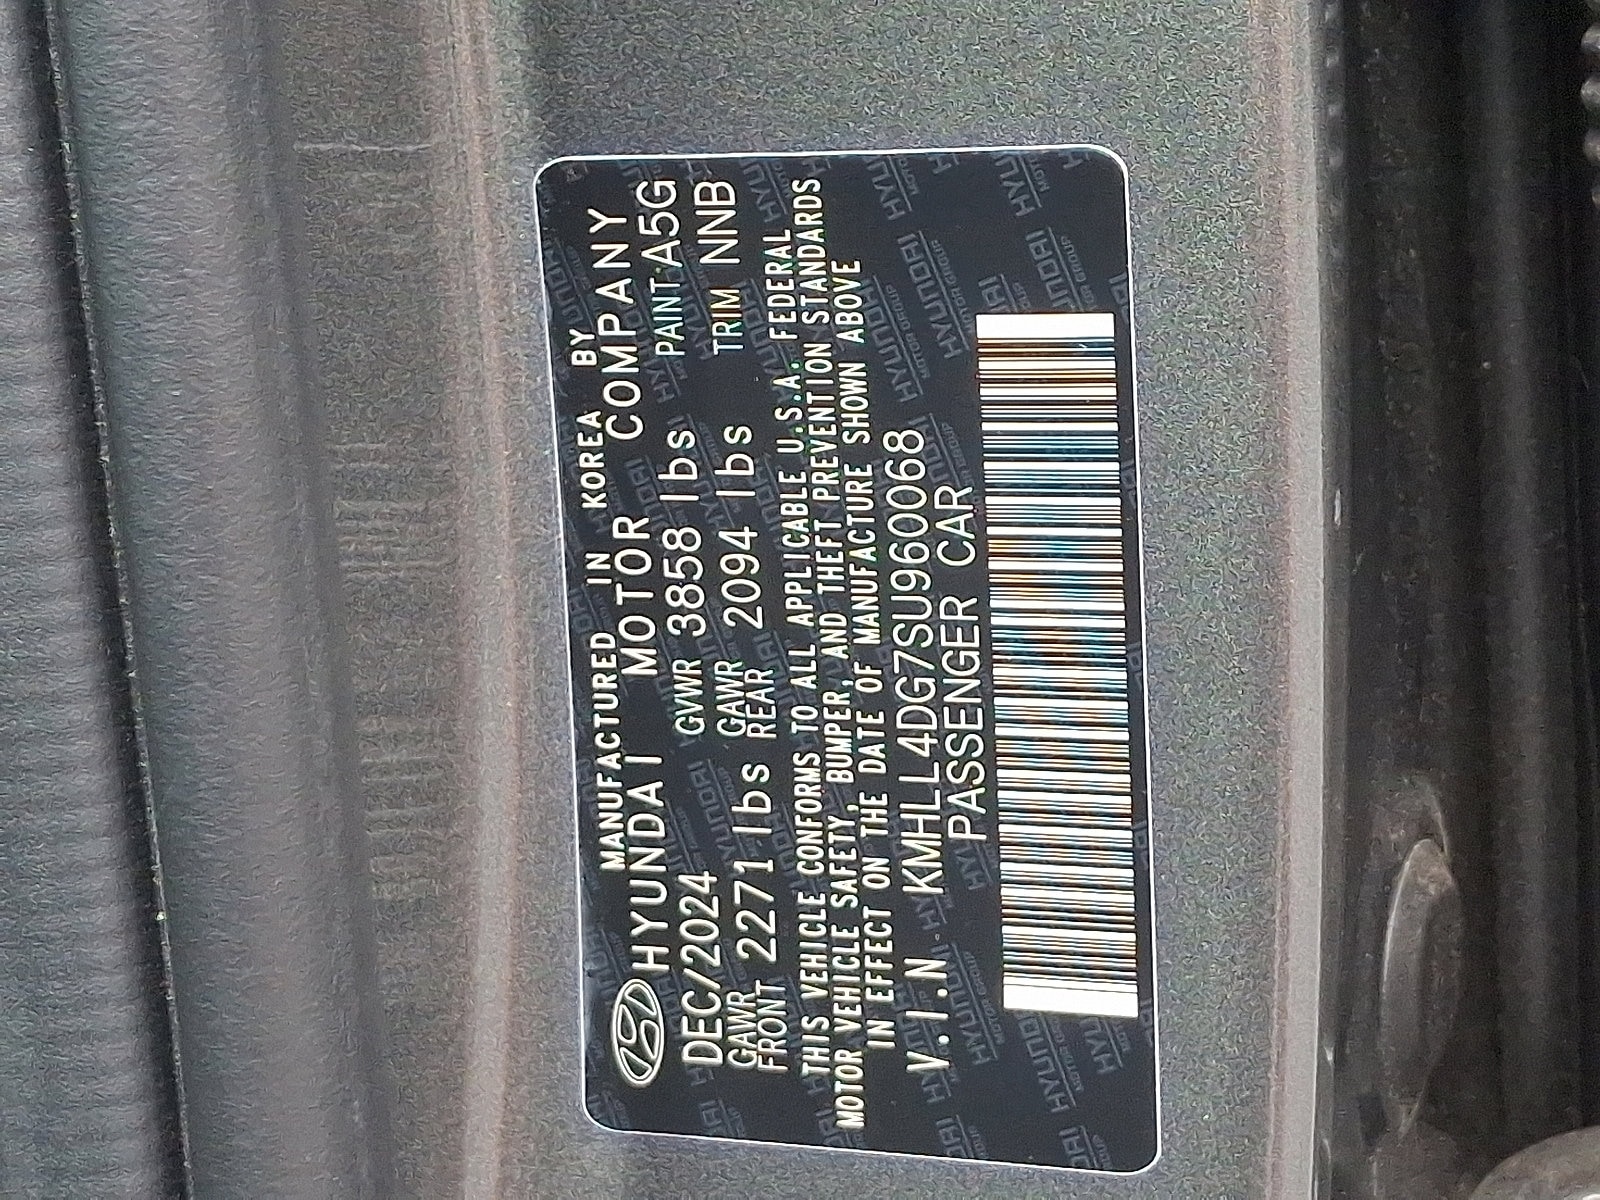 MANUFACTURED IN KOREA BY
HYUNDAI MOTOR COMPANY
DEC/2024 GVWR 3858 lbs PAINT A5G
GAWR FRONT 2271 lbs GAWR REAR 2094 lbs TRIM NNB
THIS VEHICLE CONFORMS TO ALL APPLICABLE U.S.A. FEDERAL
MOTOR VEHICLE SAFETY, BUMPER, AND THEFT PREVENTION STANDARDS
IN EFFECT ON THE DATE OF MANUFACTURE SHOWN ABOVE
V.I.N. KMHLL4DG7SU960068
PASSENGER CAR